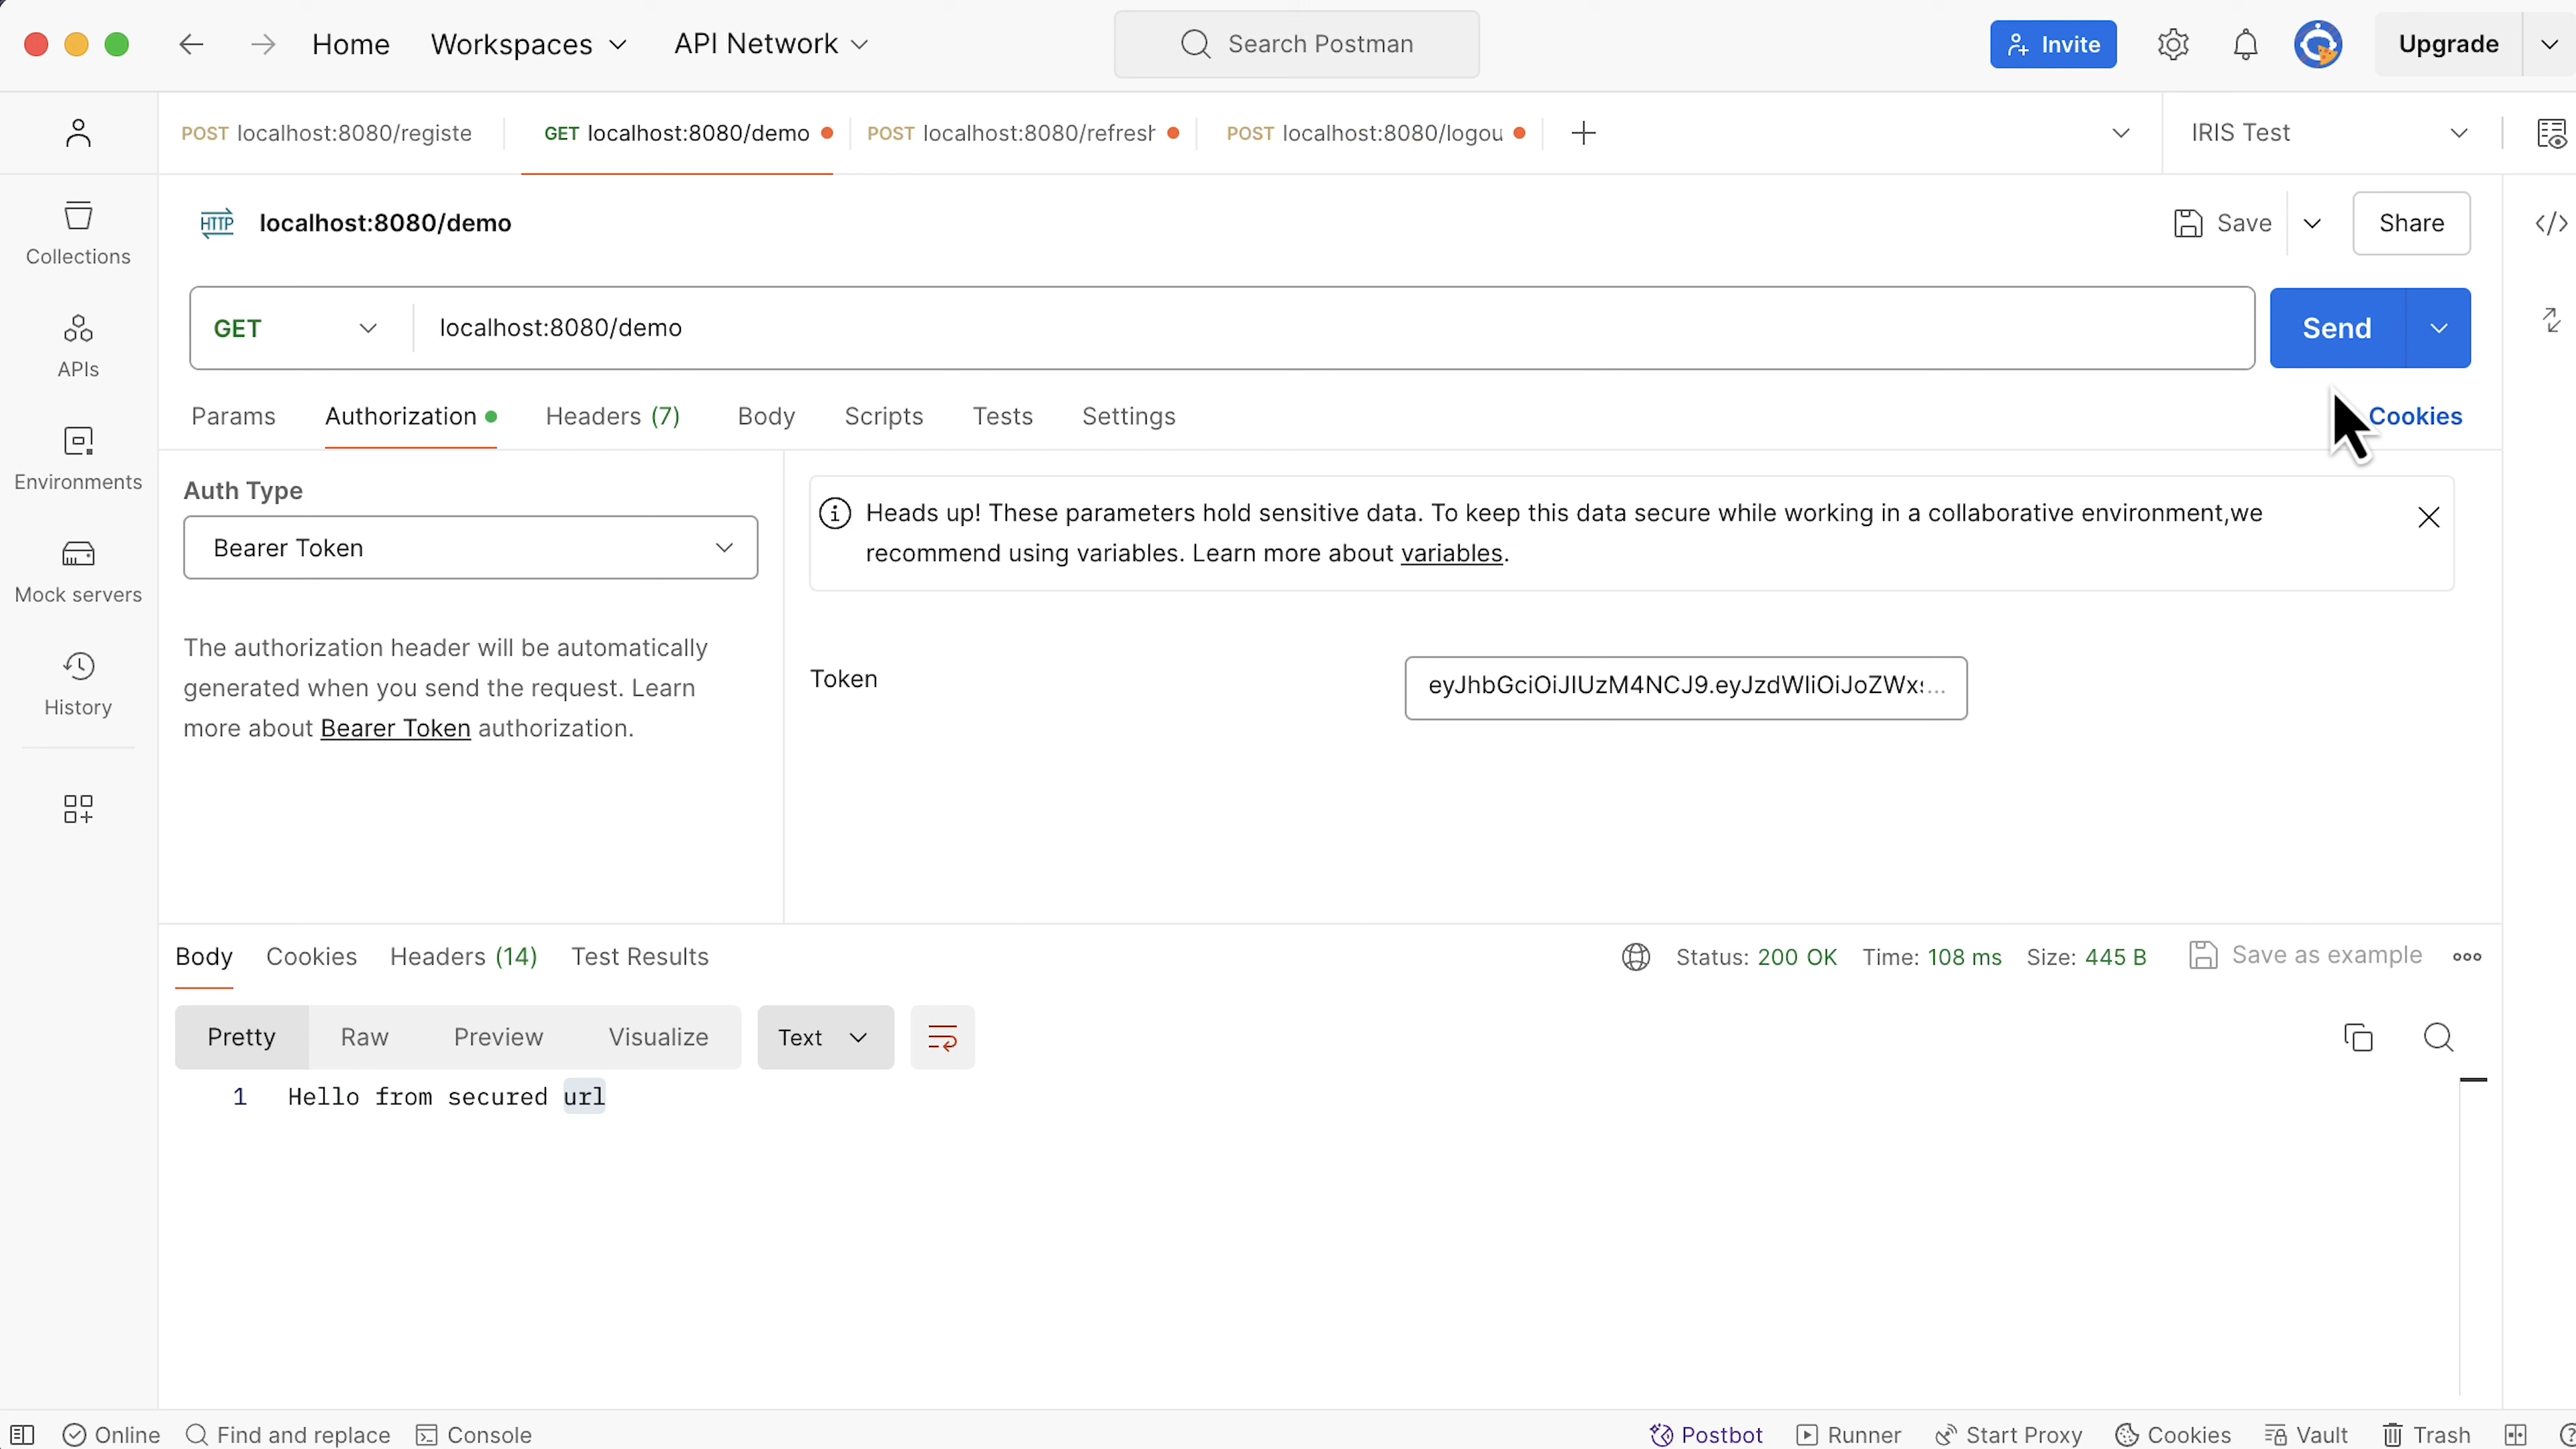 Home Workspaces API Network Search Postman Invite Upgrade
POST localhost:8080/registe GET localhost:8080/demo POST localhost:8080/refresh POST localhost:8080/logou IRIS Test
HTTP localhost:8080/demo Save Share
GET localhost:8080/demo Send
Params Authorization Headers (7) Body Scripts Tests Settings Cookies
Collections
APIs
Environments
Mock servers
History
Auth Type
Bearer Token
The authorization header will be automatically
generated when you send the request. Learn
more about Bearer Token authorization.
Heads up! These parameters hold sensitive data. To keep this data secure while working in a collaborative environment,we
recommend using variables. Learn more about variables.
Token eyJhbGciOiJIUzM4NCJ9.eyJzdWIiOiJoZWx...
Body Cookies Headers (14) Test Results Status: 200 OK Time: 108 ms Size: 445 B Save as example
Pretty Raw Preview Visualize Text
1 Hello from secured url
Online Find and replace Console Postbot Runner Start Proxy Cookies Vault Trash